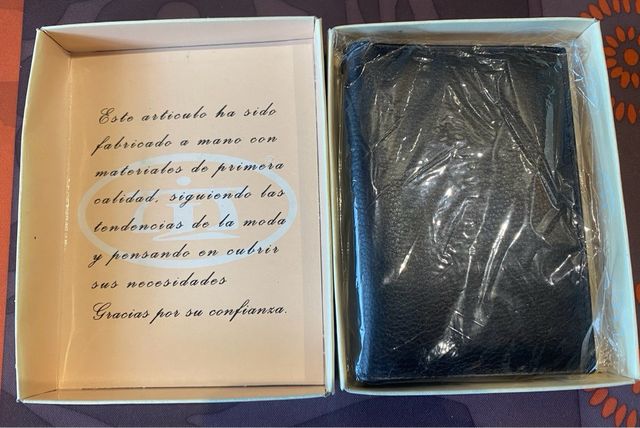 Este articulo ha sido
fabricado a mano con
materiales de primera
calidad, siguiendo las
tendencias de la moda
y pensando en cubrir
sus necesidades
Gracias por su confianza.